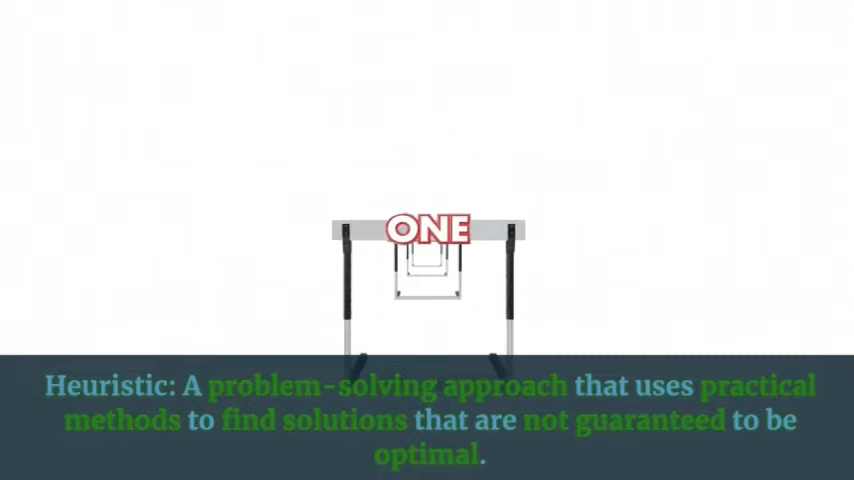 ONE
Heuristic: A problem-solving approach that uses practical
methods to find solutions that are not guaranteed to be
optimal.